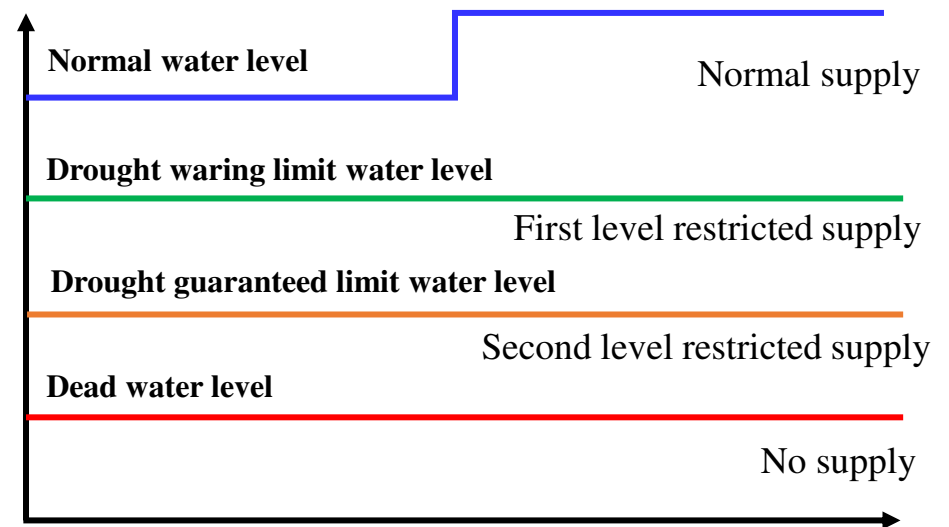 Normal water level
Normal supply
Drought waring limit water level
First level restricted supply
Drought guaranteed limit water level
Second level restricted supply
Dead water level
No supply